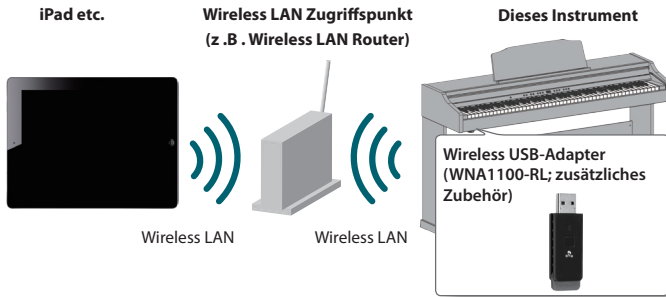 iPad etc.
Wireless LAN Zugriffspunkt
(z .B . Wireless LAN Router)
Dieses Instrument
Wireless USB-Adapter
(WNA1100-RL; zusätzliches
Zubehör)
Wireless LAN
Wireless LAN